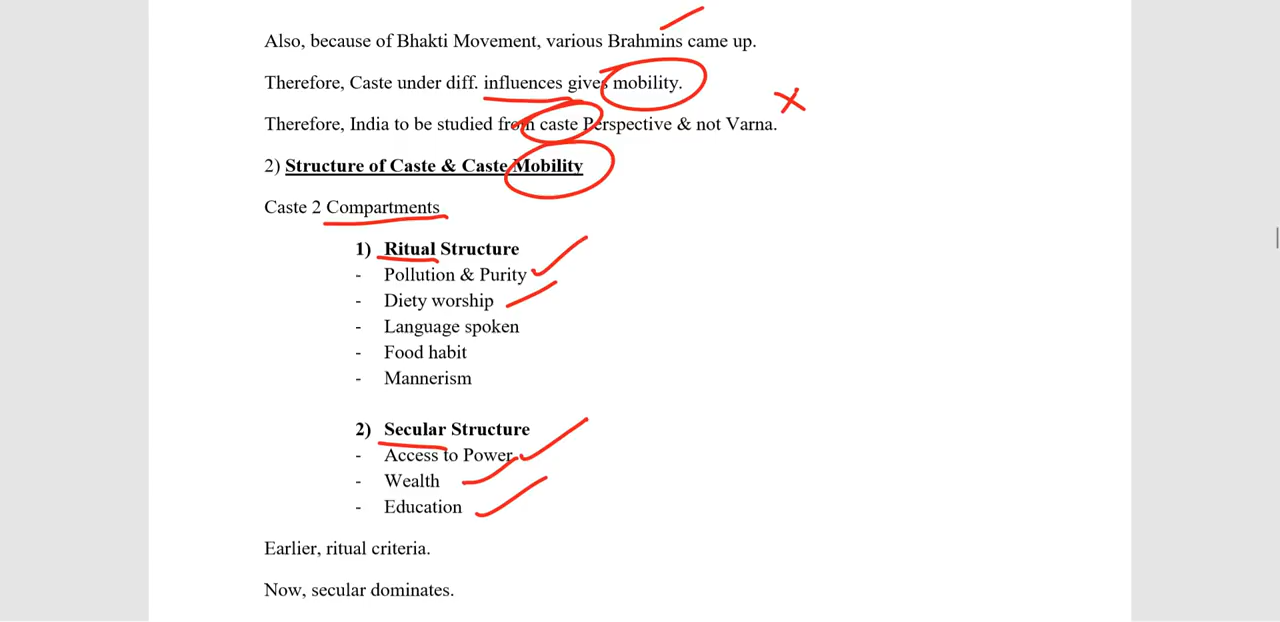 Also, because of Bhakti Movement, various Brahmins came up.
Therefore, Caste under diff. influences gives mobility.
Therefore, India to be studied from caste Perspective & not Varna.
2) Structure of Caste & Caste Mobility
Caste 2 Compartments
1) Ritual Structure
- Pollution & Purity
- Diety worship
- Language spoken
- Food habit
- Mannerism
2) Secular Structure
- Access to Power
- Wealth
- Education
Earlier, ritual criteria.
Now, secular dominates.